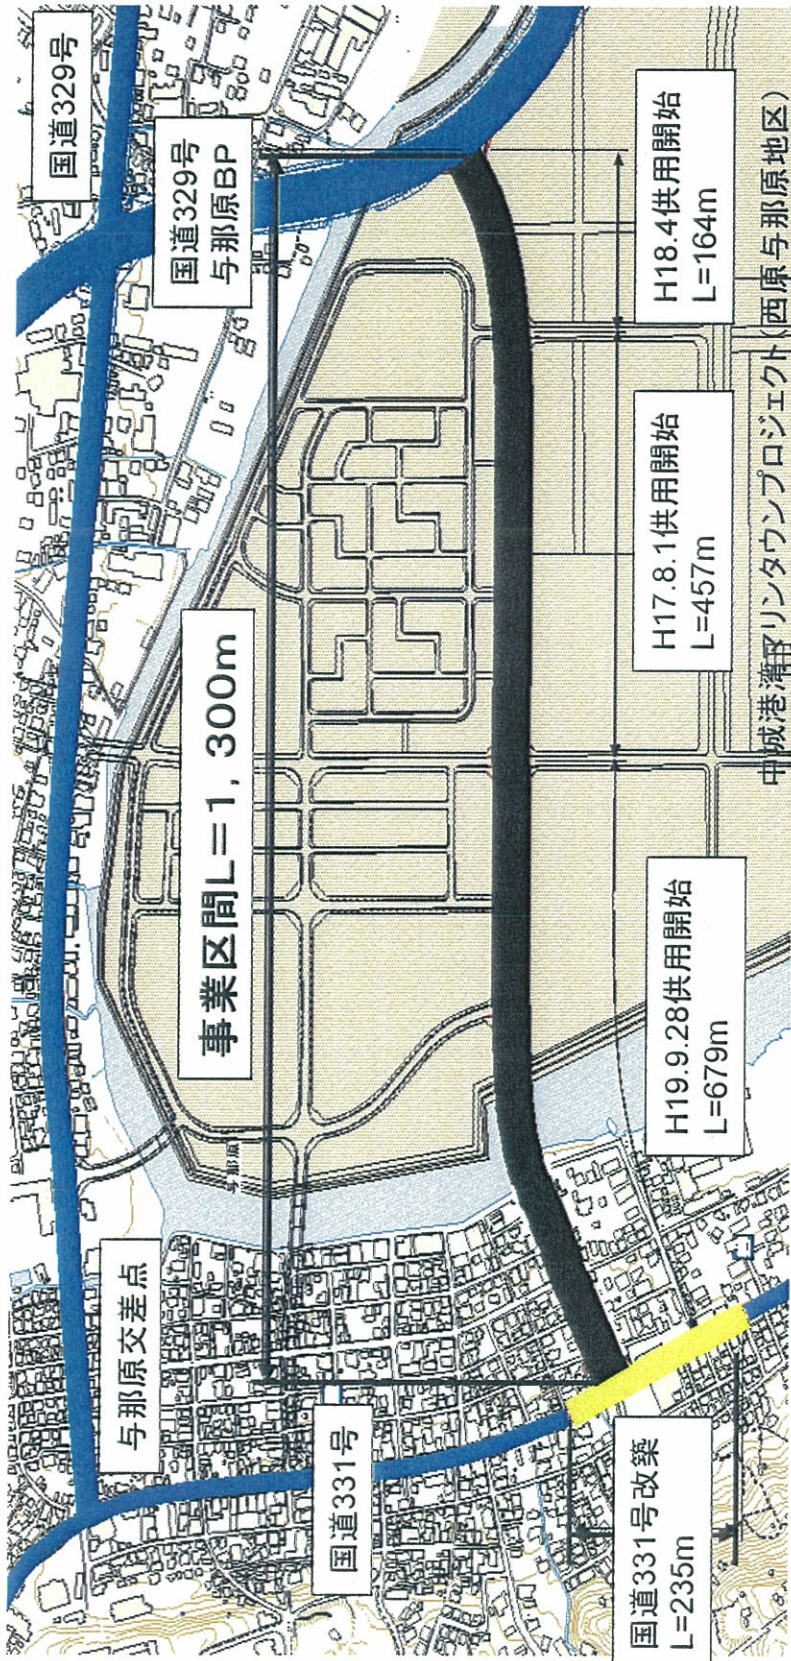 国道329号
国道329号
与那原BP
事業区間L=1, 300m
与那原交差点
国道331号
与那原
H18.4供用開始
L=164m
H17.8.1供用開始
L=457m
H19.9.28供用開始
L=679m
国道331号改築
L=235m
中城港湾マリンタウンプロジェクト(西原与那原地区)